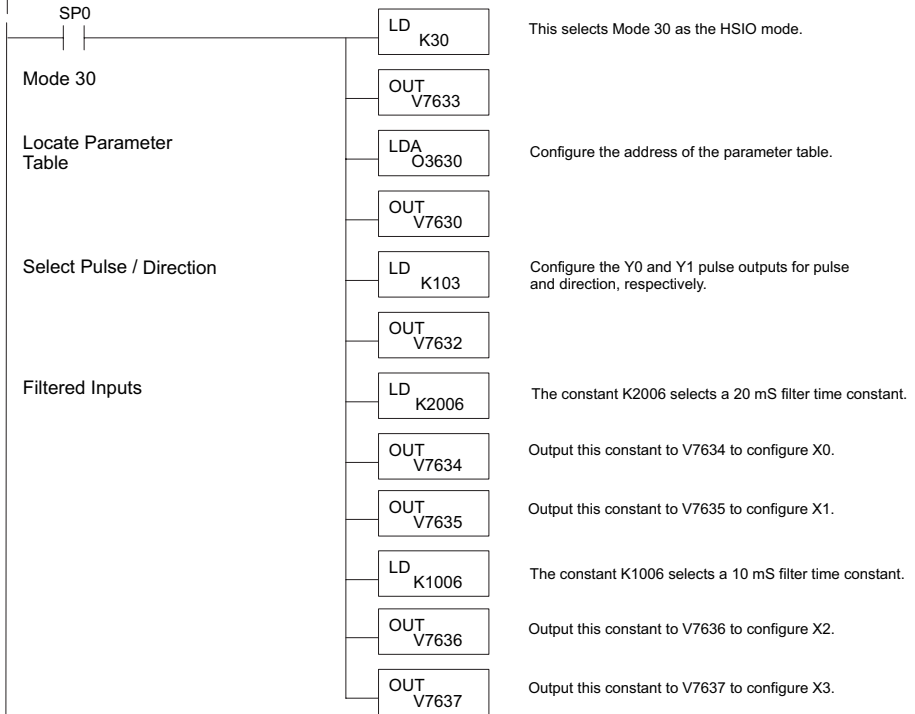 SP0
LD
K30
This selects Mode 30 as the HSIO mode.
Mode 30
OUT
V7633
Locate Parameter
Table
LDA
O3630
Configure the address of the parameter table.
OUT
V7630
Select Pulse / Direction
LD
K103
Configure the Y0 and Y1 pulse outputs for pulse
and direction, respectively.
OUT
V7632
Filtered Inputs
LD
K2006
The constant K2006 selects a 20 mS filter time constant.
OUT
V7634
Output this constant to V7634 to configure X0.
OUT
V7635
Output this constant to V7635 to configure X1.
LD
K1006
The constant K1006 selects a 10 mS filter time constant.
OUT
V7636
Output this constant to V7636 to configure X2.
OUT
V7637
Output this constant to V7637 to configure X3.